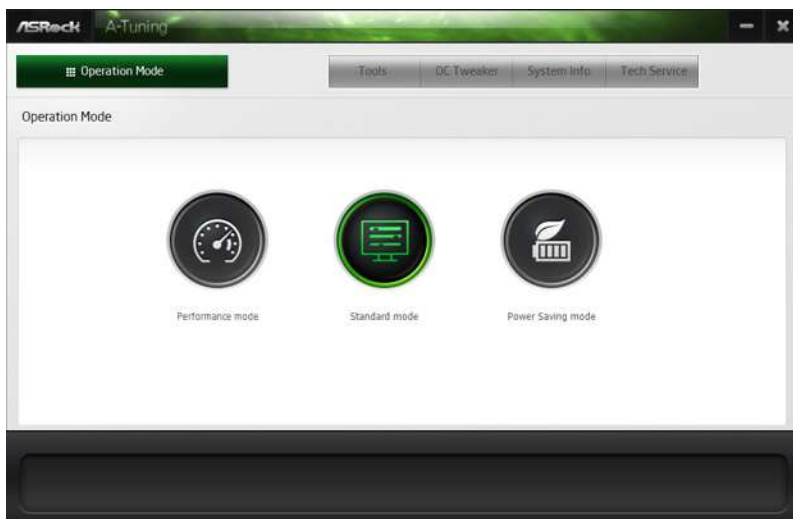 ASRock A-Tuning
Operation Mode Tools OC Tweaker System Info Tech Service
Operation Mode
Performance mode Standard mode Power Saving mode